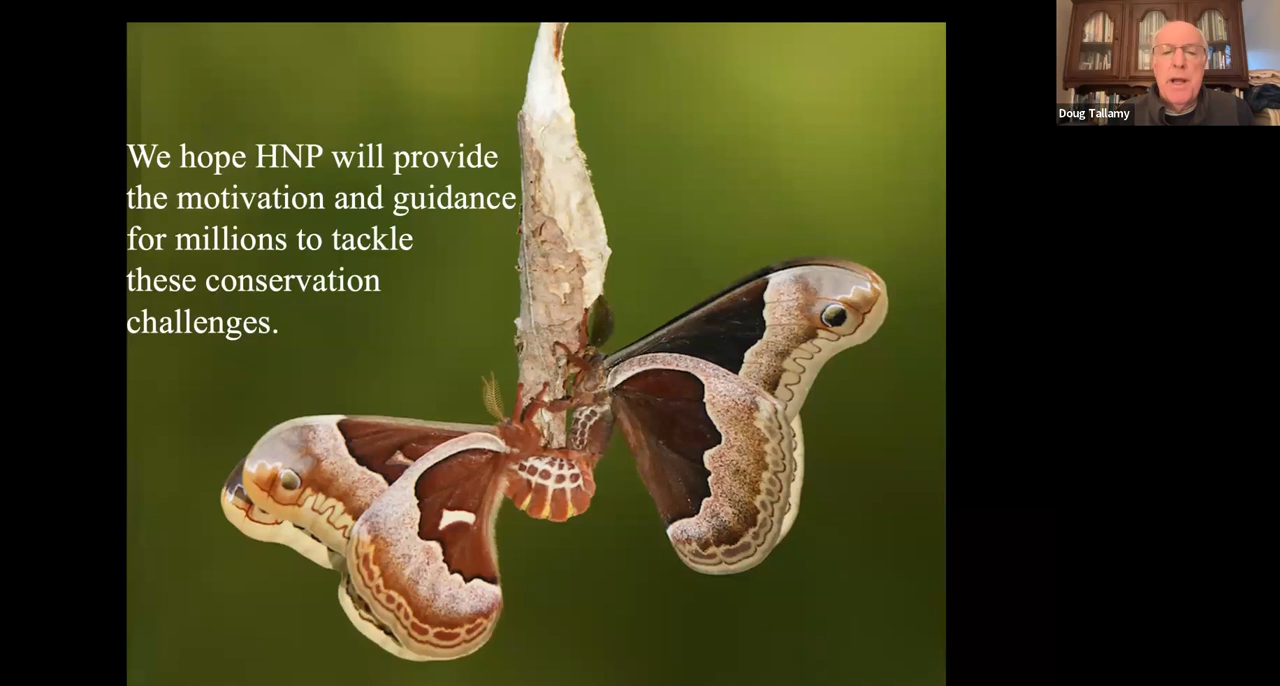 We hope HNP will provide
the motivation and guidance
for millions to tackle
these conservation
challenges.
Doug Tallamy